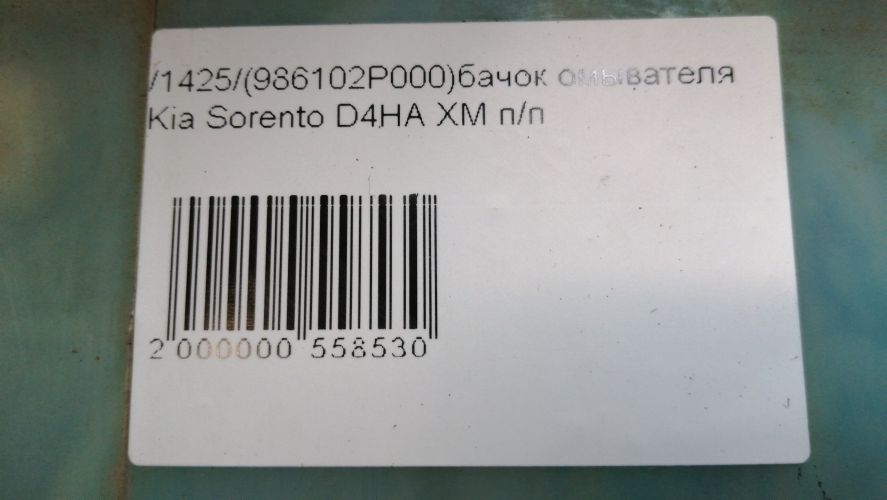 /1425/(986102P000)бачок омывателя
Kia Sorento D4HA XM п/п
2 000000 558530